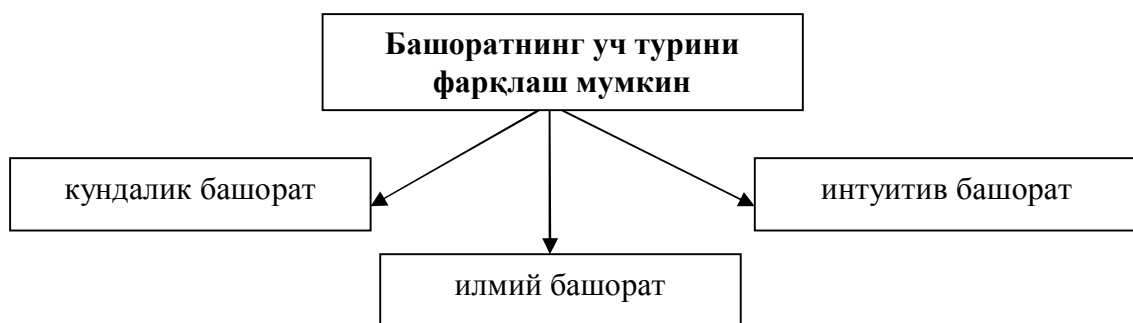 Башоратнинг уч турини
фарқлаш мумкин
кундалик башорат
интуитив башорат
илмий башорат